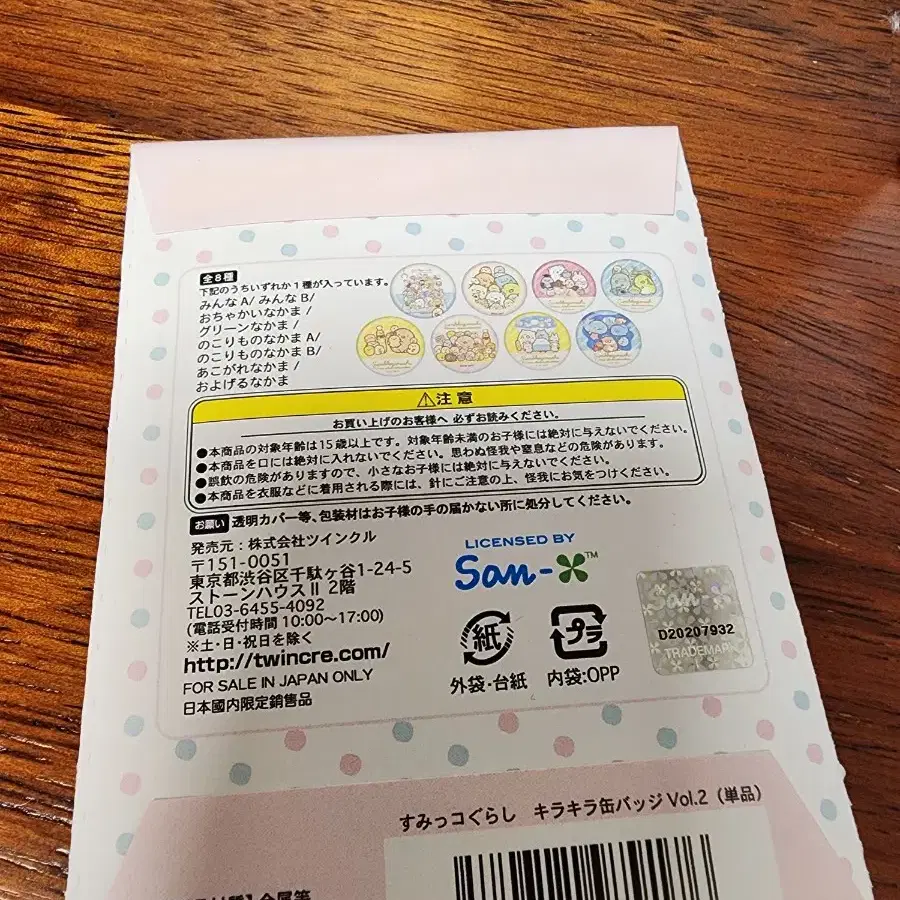 全8種
下記のうちいずれか1種が入っています。
みんなA/ みんなB/
おちゃかいなかま /
グリーンなかま /
のこりものなかまA/
のこりものなかまB/
あこがれなかま /
およげるなかま
⚠注意
お買い上げのお客様へ 必ずお読みください。
●本商品の対象年齢は15歳以上です。対象年齢未満のお子様には絶対に与えないでください。
●本商品を口には絶対に入れないでください。思わぬ怪我や窒息などの危険があります。
●誤飲の危険がありますので、小さなお子様には絶対に与えないでください。
●本商品を衣服などに着用される際には、針にご注意の上、怪我にお気をつけください。
お願い 透明カバー等、包装材はお子様の手の届かない所に処分してください。
発売元:株式会社ツインクル
〒151-0051
東京都渋谷区千駄ヶ谷1-24-5
ストーンハウスⅡ 2階
TEL03-6455-4092
(電話受付時間 10:00〜17:00)
※土・日・祝日を除く
http://twincre.com/
FOR SALE IN JAPAN ONLY
日本國内限定銷售品
LICENSED BY
San-X™
紙
外袋・台紙
プラ
内袋:OPP
San-X
D20207932
TRADEMARK
すみっコぐらし キラキラ缶バッジ Vol.2(単品)